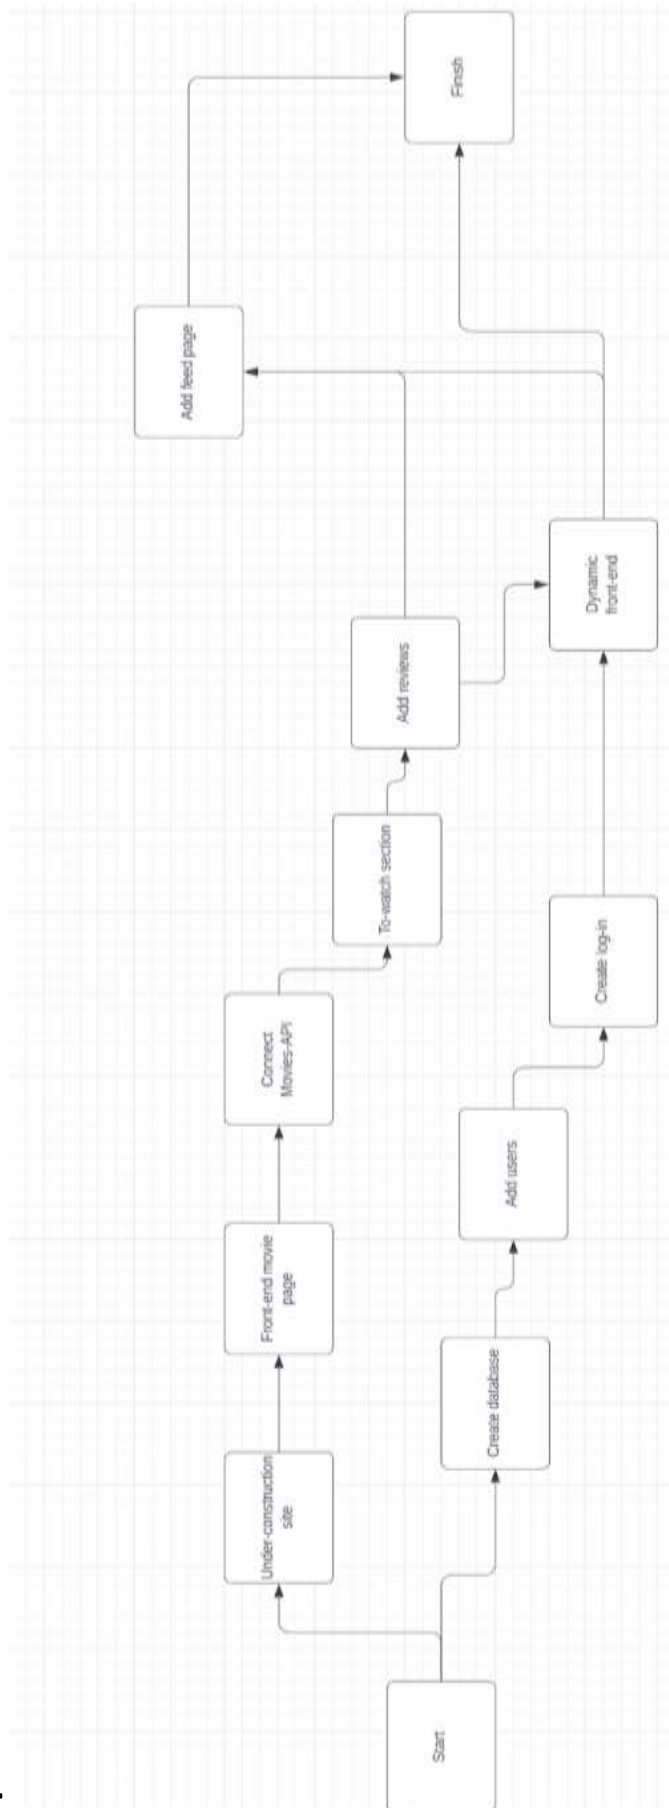 Start
Under-construction
site
Create database
Front-end movie
page
Add users
Connect
Movies-API
Create log-in
To-watch section
Add reviews
Dynamic
front-end
Add feed page
Finish